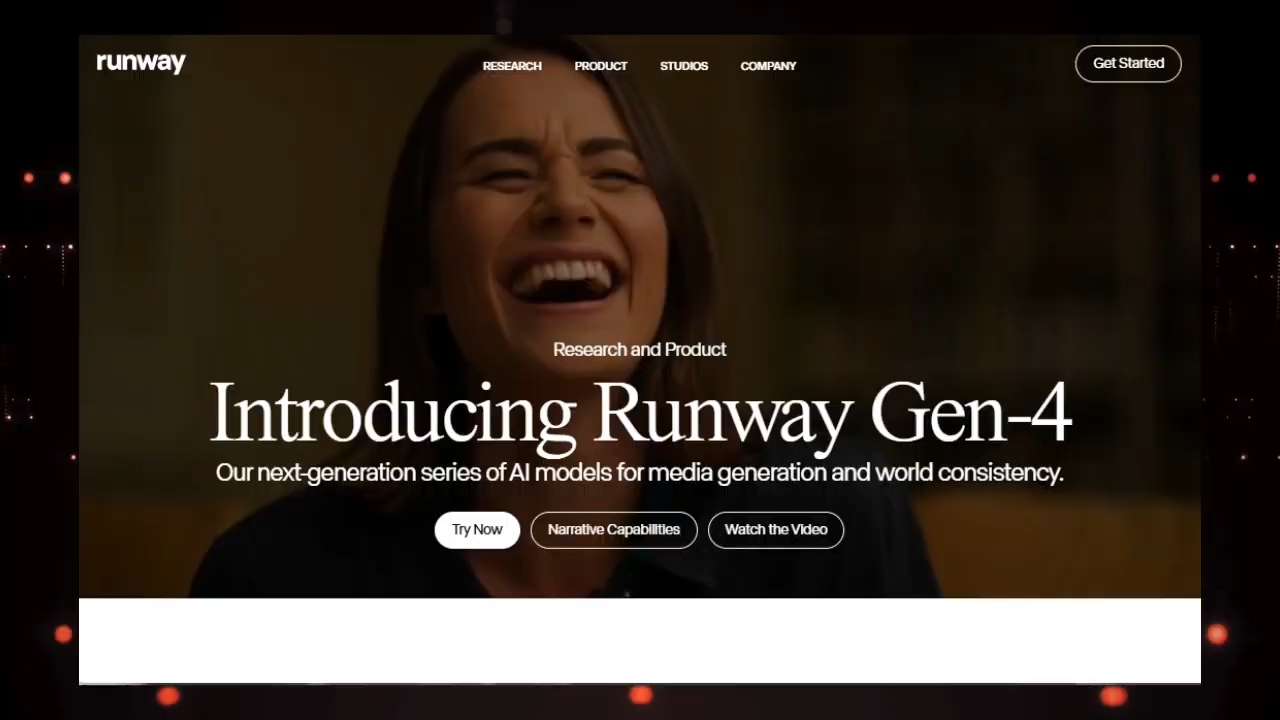 runway
RESEARCH PRODUCT STUDIOS COMPANY
Get Started
Research and Product
Introducing Runway Gen-4
Our next-generation series of AI models for media generation and world consistency.
Try Now Narrative Capabilities Watch the Video